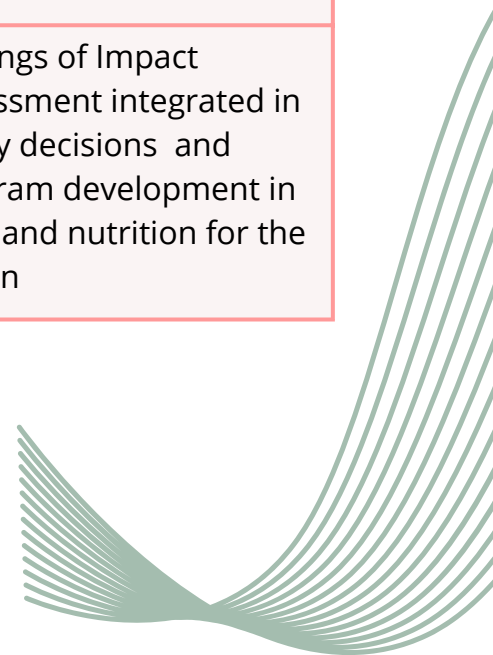 ngs of Impact
ssment integrated in
y decisions  and
ram development in
and nutrition for the
n